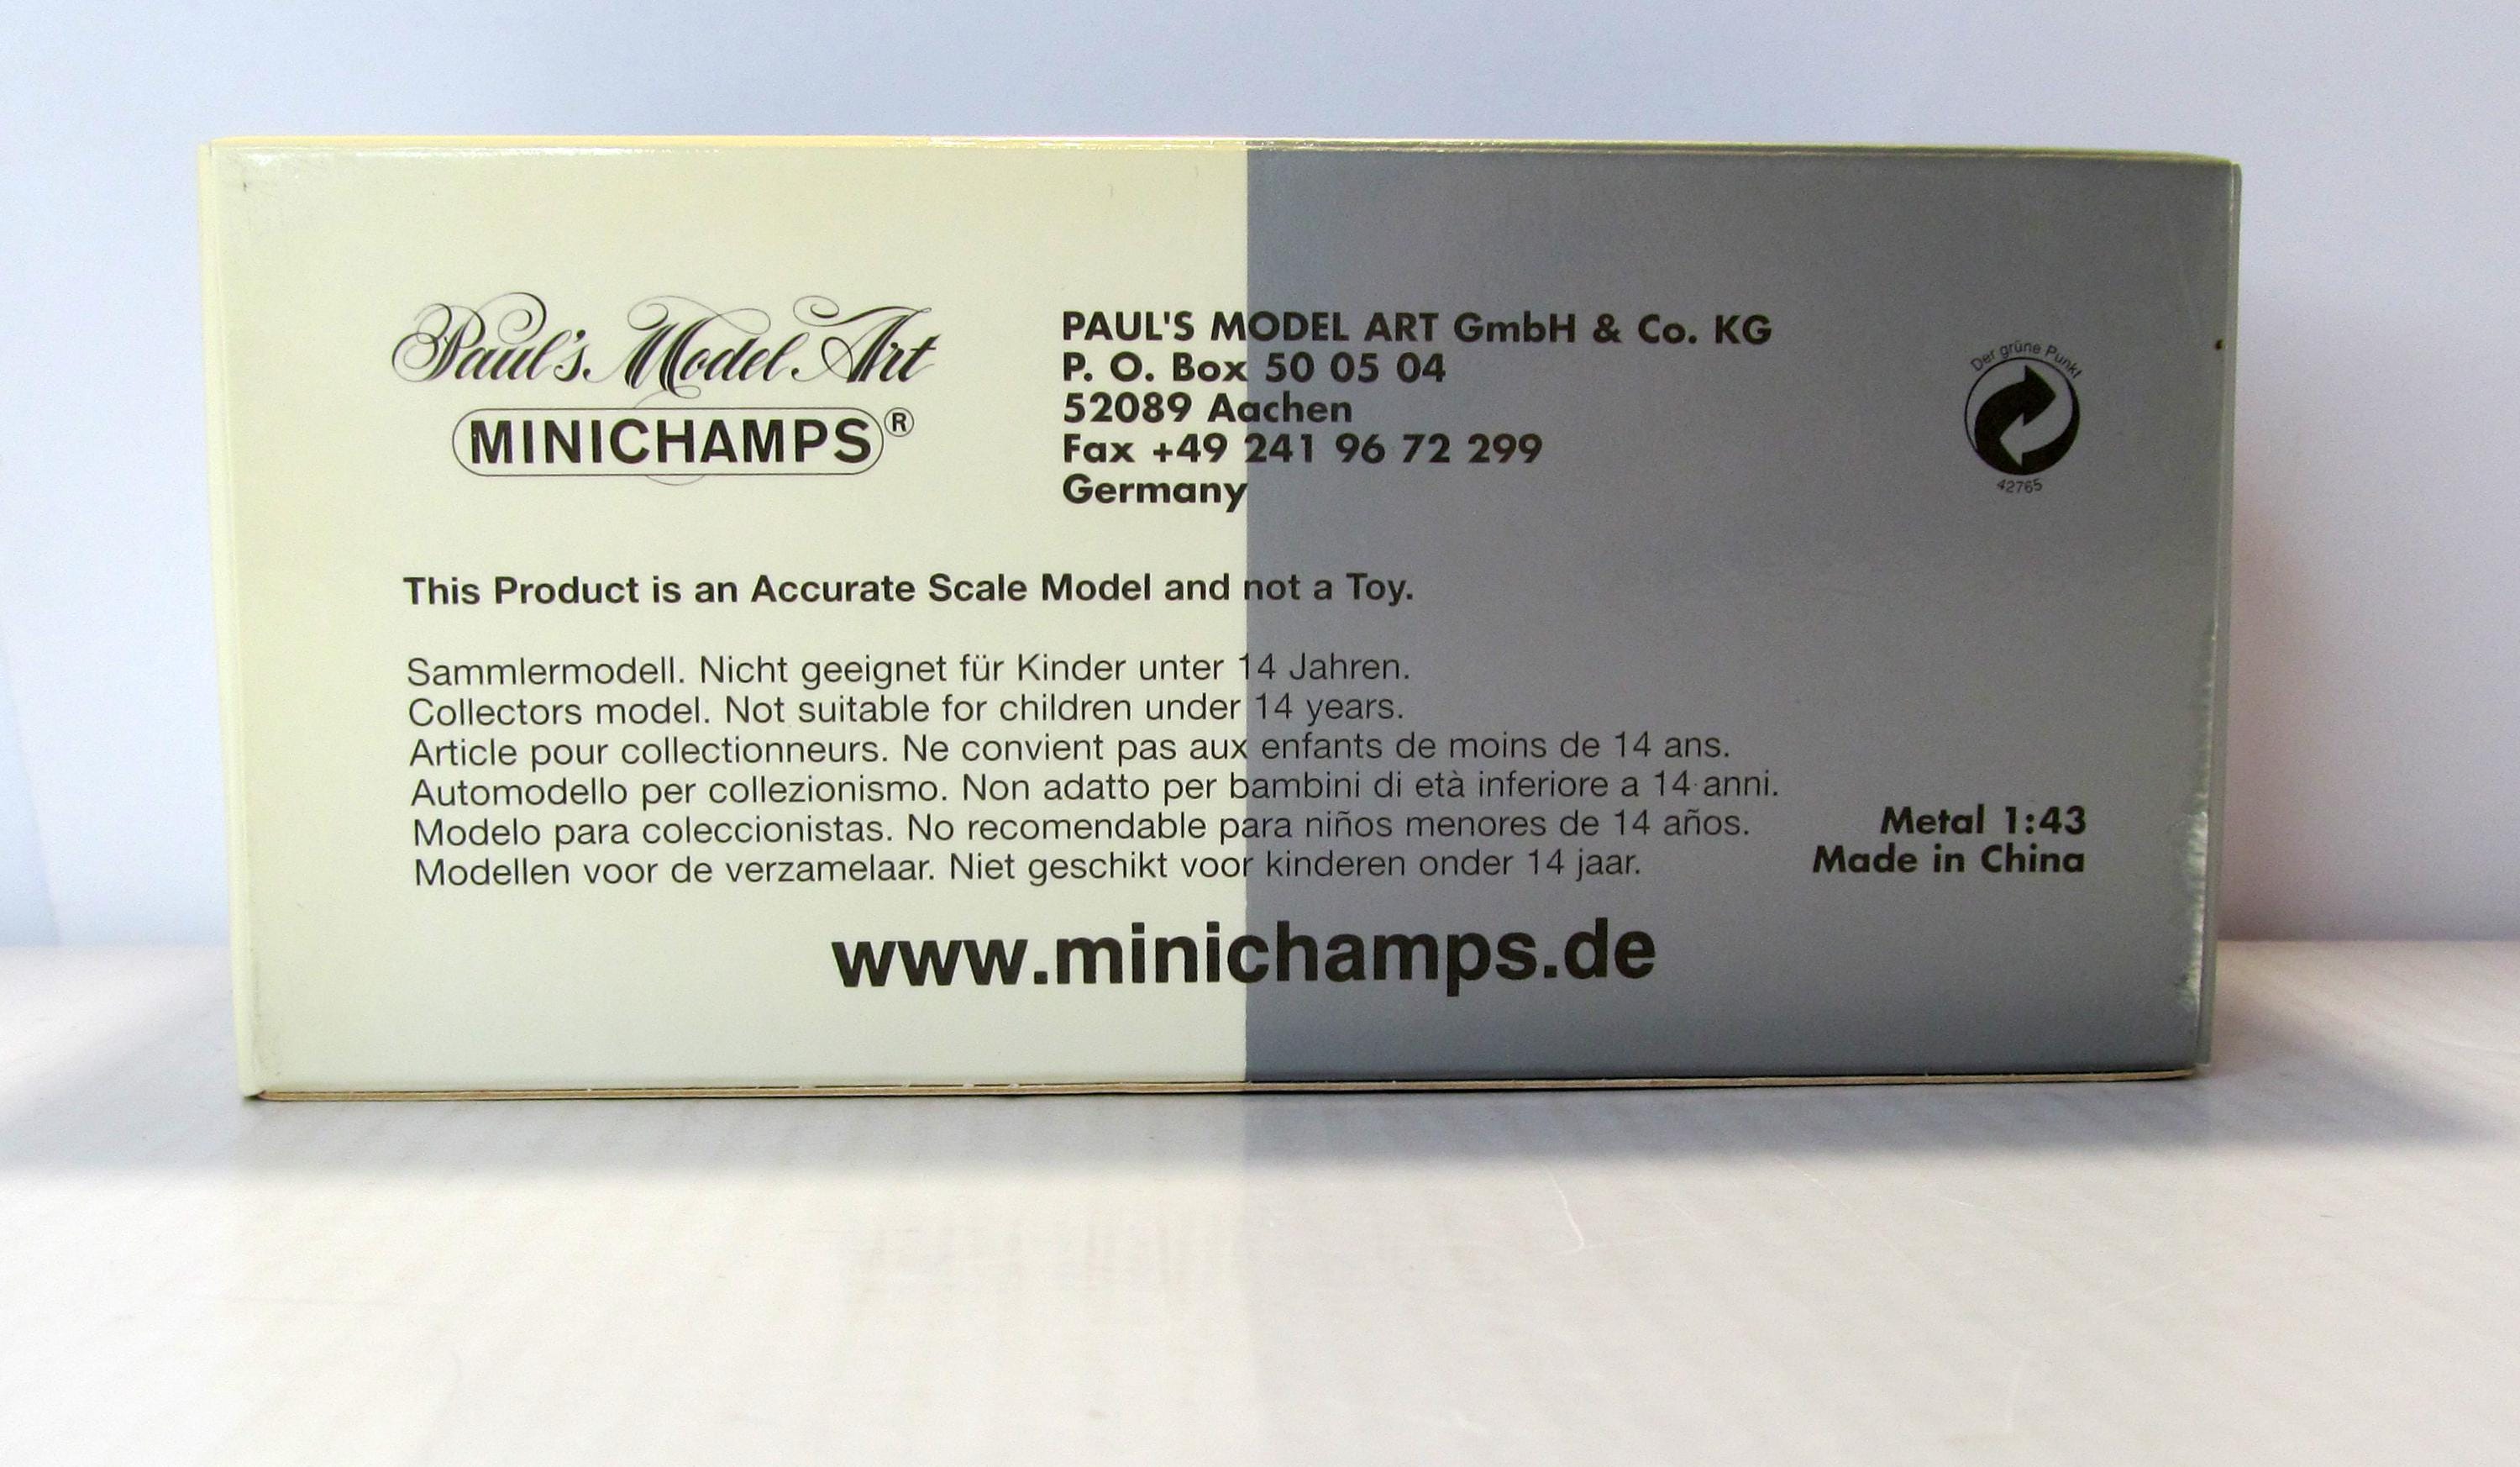 Paul's Model Art
MINICHAMPS®
PAUL'S MODEL ART GmbH & Co. KG
P. O. Box 50 05 04
52089 Aachen
Fax +49 241 96 72 299
Germany
Der grüne Punkt
42765
This Product is an Accurate Scale Model and not a Toy.
Sammlermodell. Nicht geeignet für Kinder unter 14 Jahren.
Collectors model. Not suitable for children under 14 years.
Article pour collectionneurs. Ne convient pas aux enfants de moins de 14 ans.
Automodello per collezionismo. Non adatto per bambini di età inferiore a 14 anni.
Modelo para coleccionistas. No recomendable para niños menores de 14 años.
Modellen voor de verzamelaar. Niet geschikt voor kinderen onder 14 jaar.
Metal 1:43
Made in China
www.minichamps.de